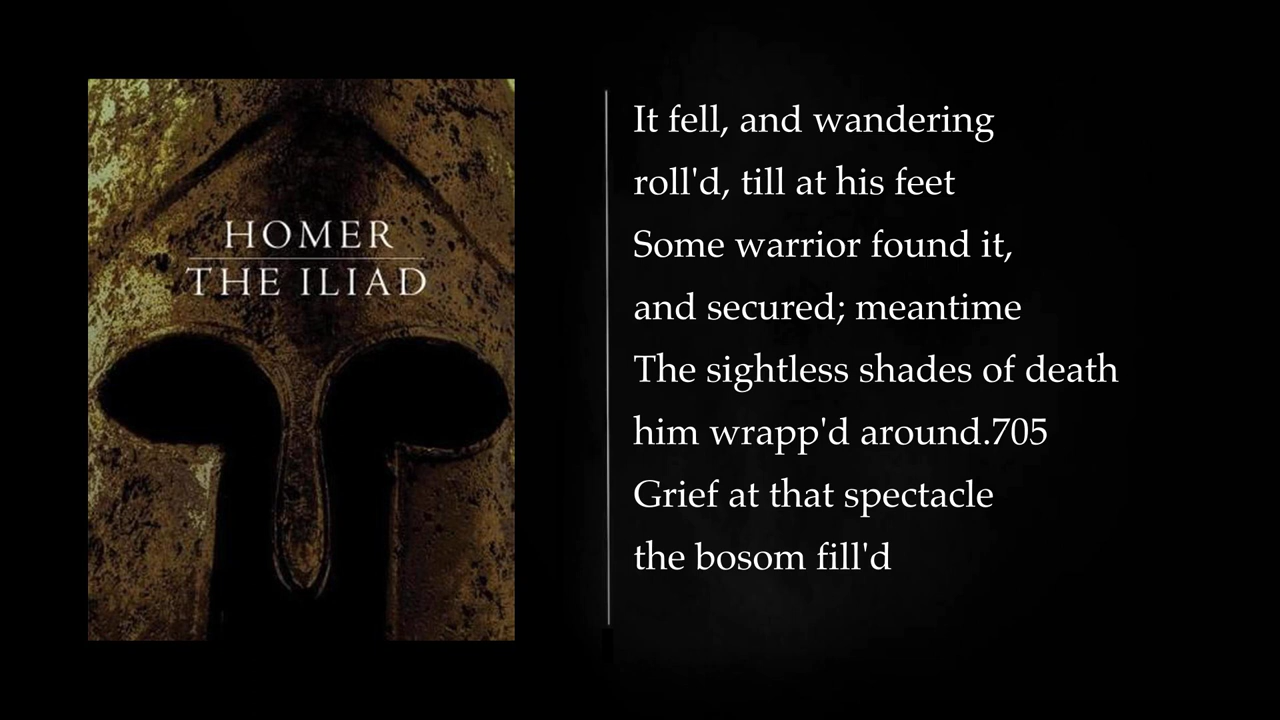 HOMER
THE ILIAD
It fell, and wandering
roll'd, till at his feet
Some warrior found it,
and secured; meantime
The sightless shades of death
him wrapp'd around.705
Grief at that spectacle
the bosom fill'd